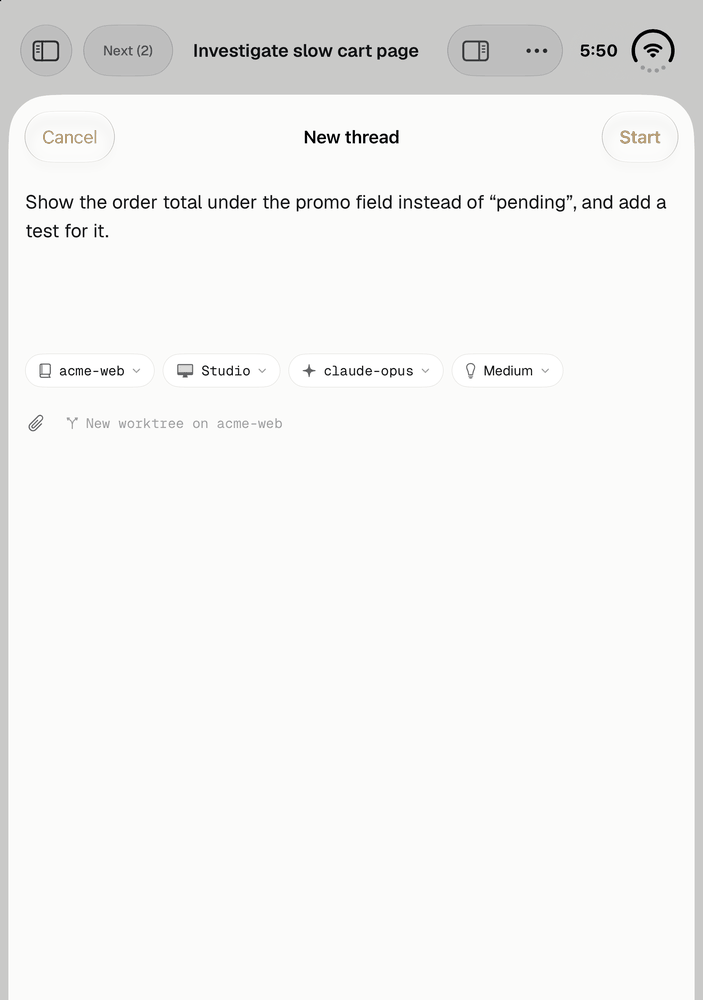 Next (2)
Investigate slow cart page
5:50
Cancel
New thread
Start
Show the order total under the promo field instead of “pending”, and add a
test for it.
acme-web
Studio
claude-opus
Medium
New worktree on acme-web